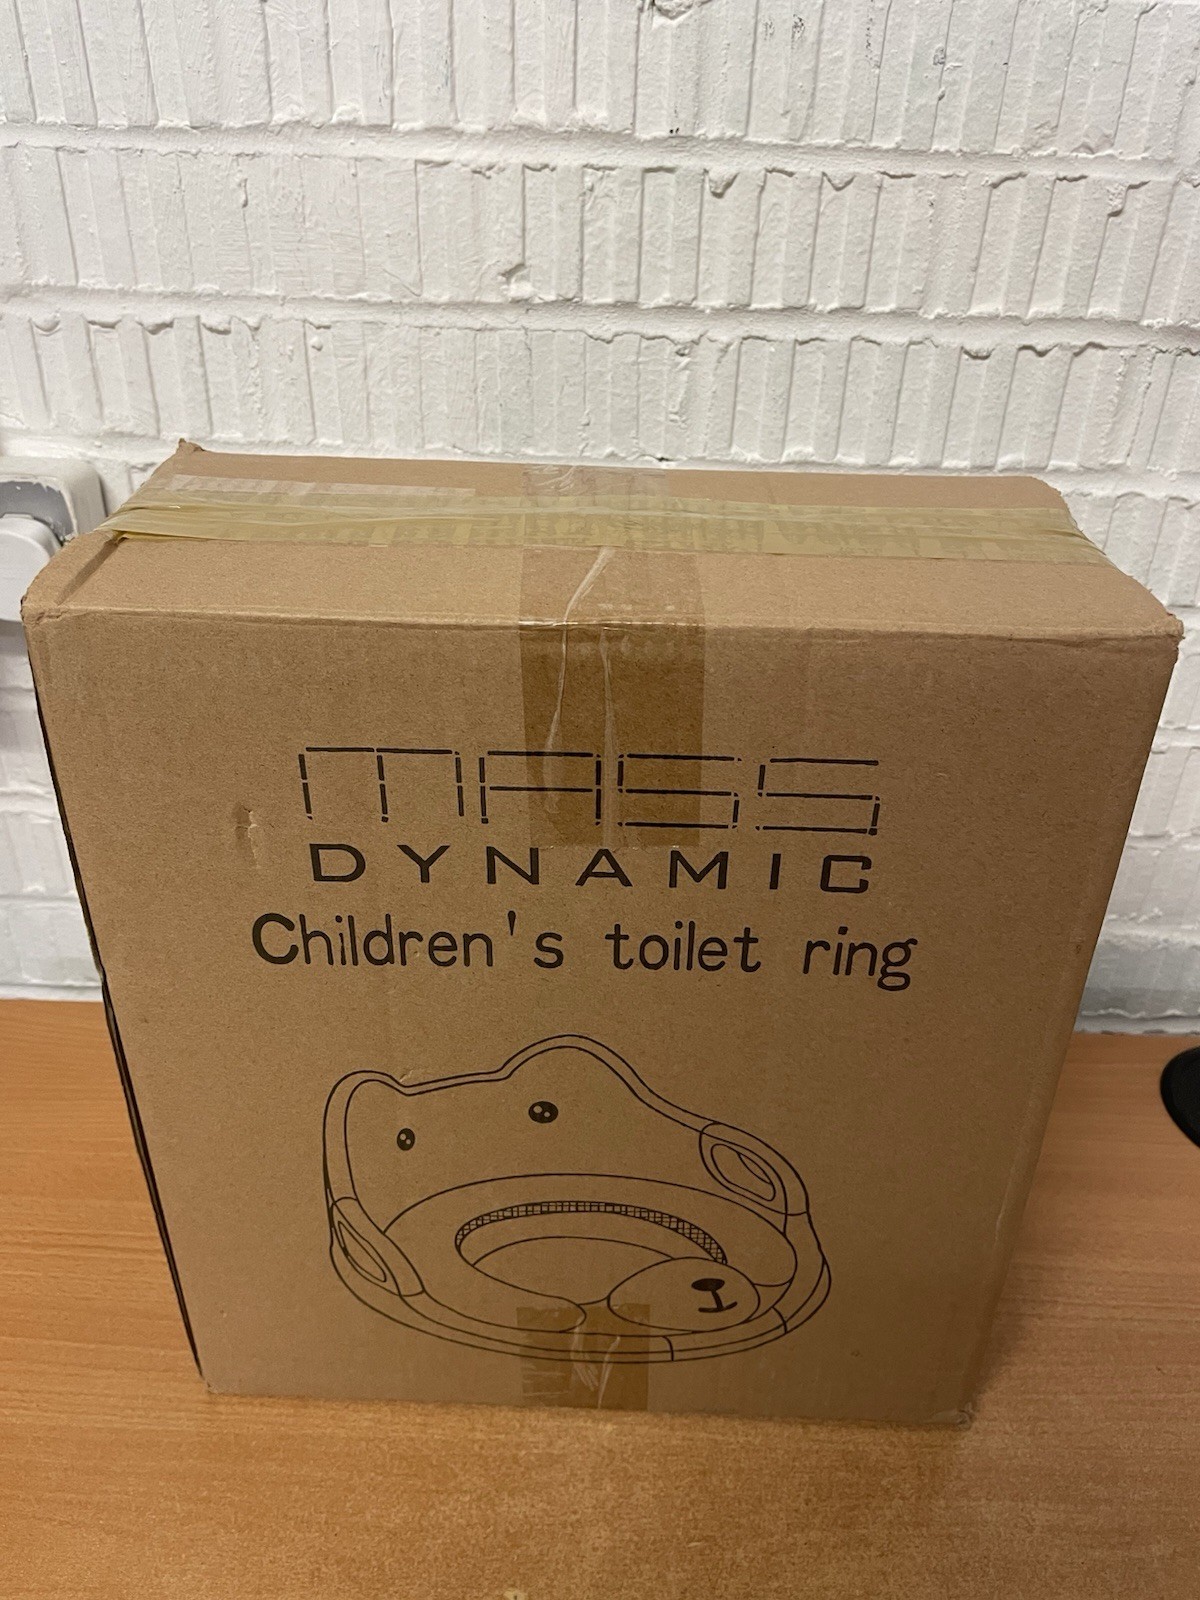 MASS
DYNAMIC
Children's toilet ring